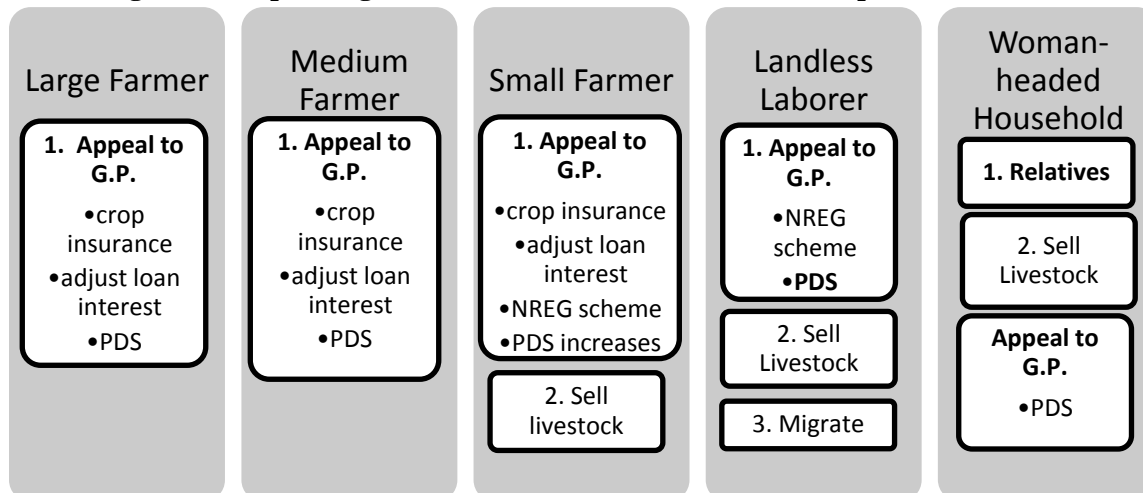 Large Farmer
1. Appeal to
G.P.
•crop
insurance
•adjust loan
interest
•PDS
Medium
Farmer
1. Appeal to
G.P.
•crop
insurance
•adjust loan
interest
•PDS
Small Farmer
1. Appeal to
G.P.
•crop insurance
•adjust loan
interest
•NREG scheme
•PDS increases
2. Sell
livestock
Landless
Laborer
1. Appeal to
G.P.
•NREG
scheme
•PDS
2. Sell
Livestock
3. Migrate
Woman-
headed
Household
1. Relatives
2. Sell
Livestock
Appeal to
G.P.
•PDS